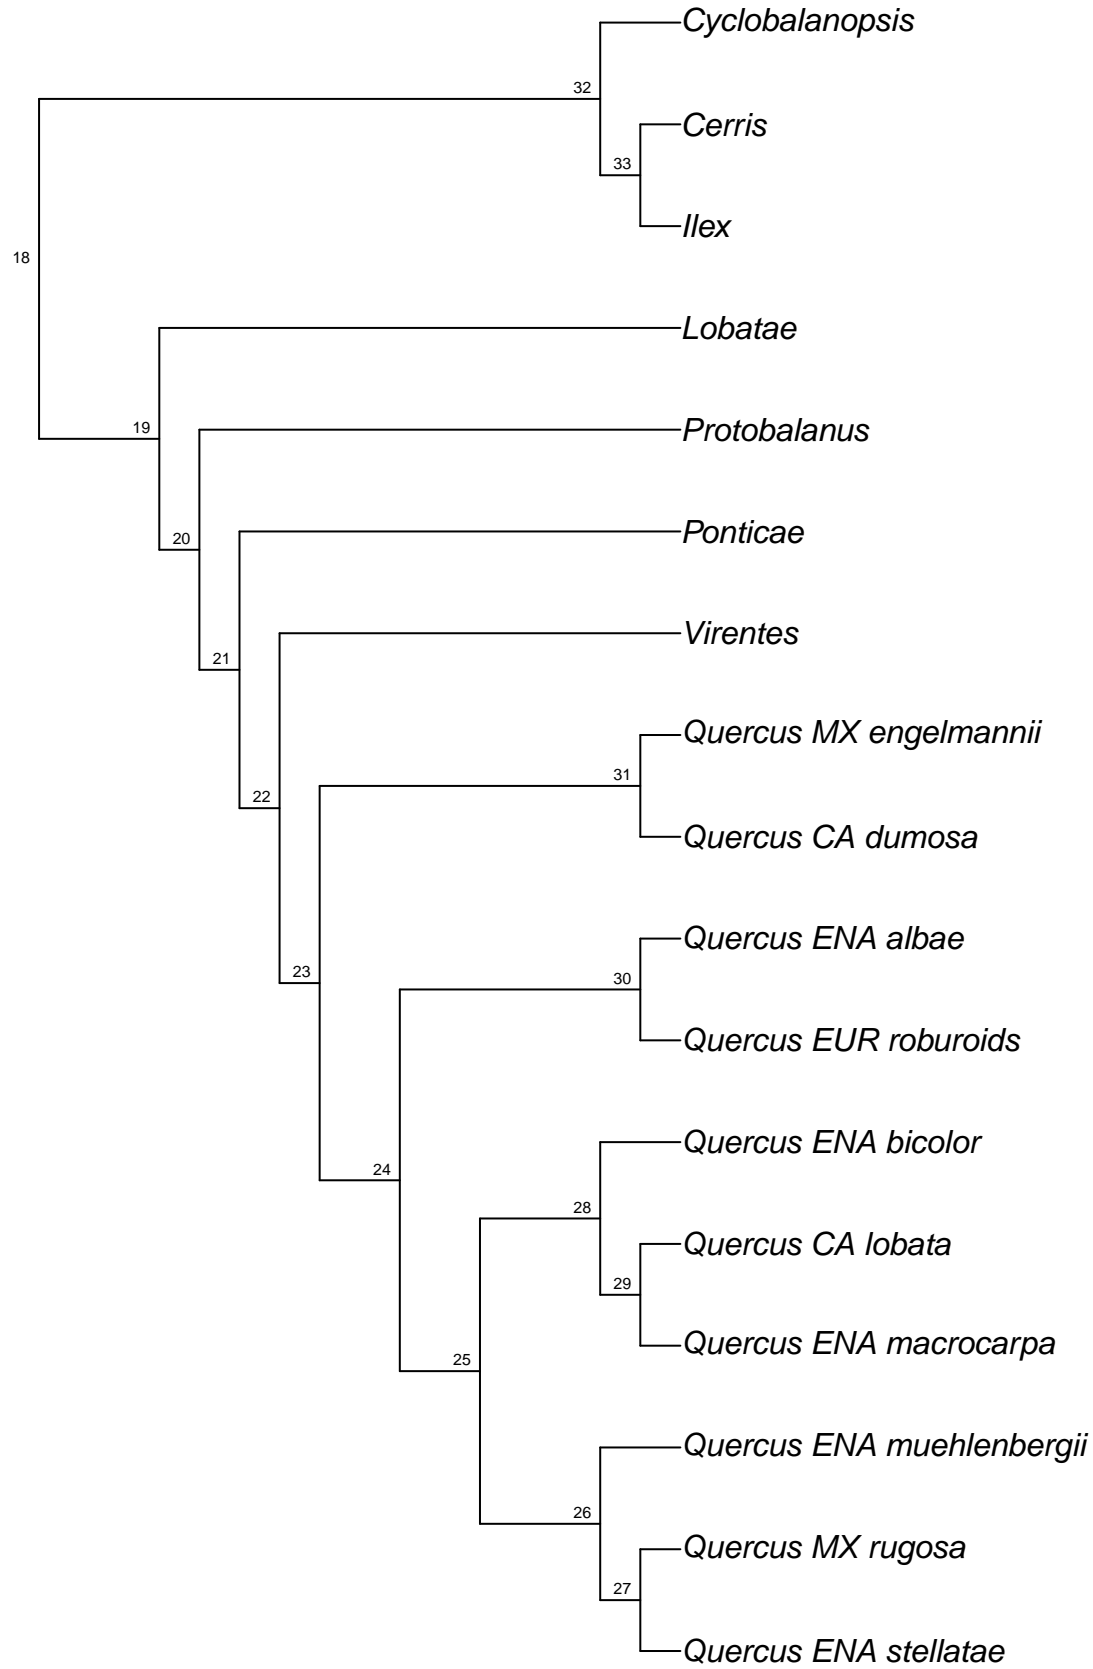 Cyclobalanopsis
32
Cerris
33
Ilex
18
Lobatae
19
Protobalanus
20
Ponticae
21
Virentes
22
Quercus MX engelmannii
31
Quercus CA dumosa
Quercus ENA albae
23
30
Quercus EUR roburoids
Quercus ENA bicolor
24
28
Quercus CA lobata
29
Quercus ENA macrocarpa
25
Quercus ENA muehlenbergii
26
Quercus MX rugosa
27
Quercus ENA stellatae